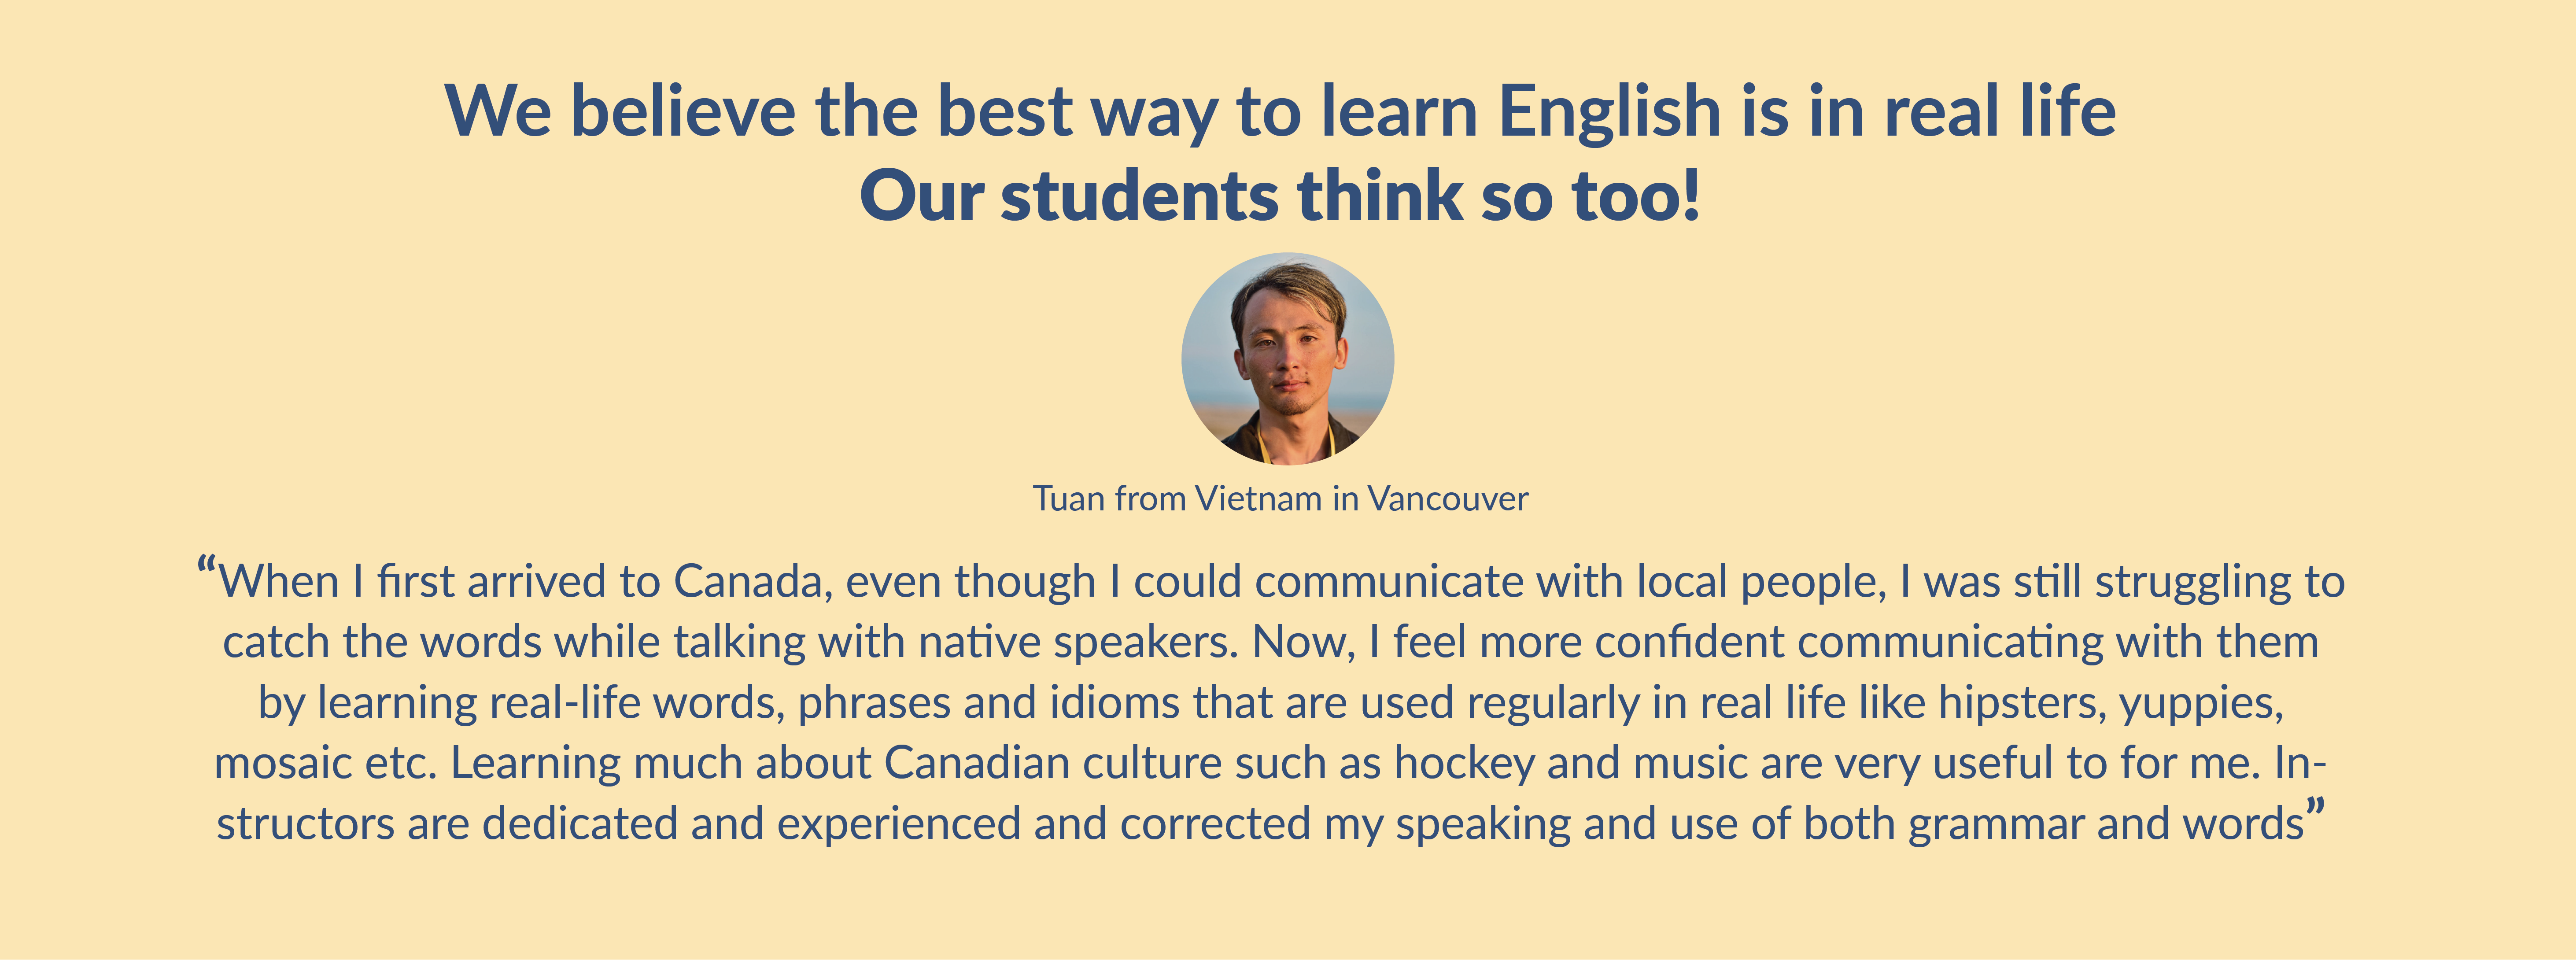 We believe the best way to learn English is in real life
Our students think so too!
Tuan from Vietnam in Vancouver
“When I first arrived to Canada, even though I could communicate with local people, I was still struggling to
catch the words while talking with native speakers. Now, I feel more confident communicating with them
by learning real-life words, phrases and idioms that are used regularly in real life like hipsters, yuppies,
mosaic etc. Learning much about Canadian culture such as hockey and music are very useful to for me. In-
structors are dedicated and experienced and corrected my speaking and use of both grammar and words”